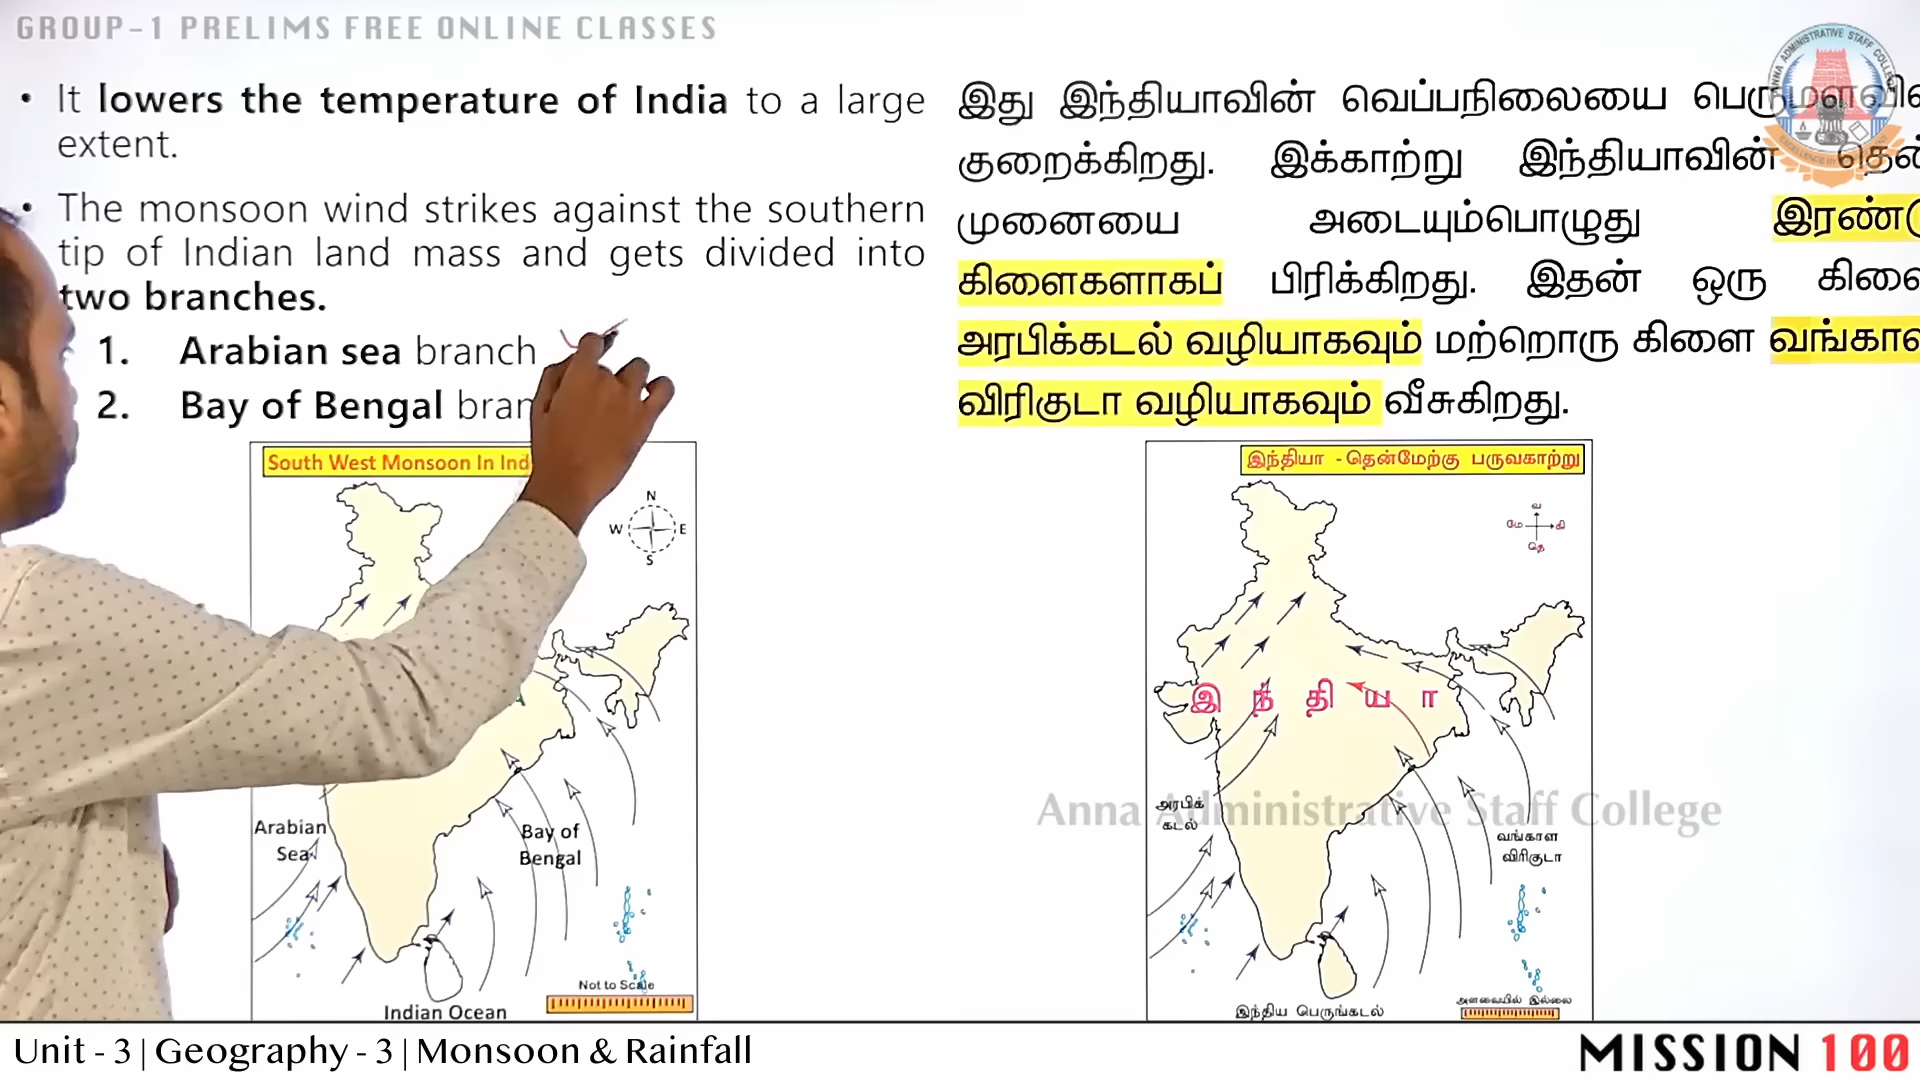 GROUP-1 PRELIMS FREE ONLINE CLASSES
• It lowers the temperature of India to a large
extent.
• The monsoon wind strikes against the southern
tip of Indian land mass and gets divided into
two branches.
1. Arabian sea branch
2. Bay of Bengal bran
South West Monsoon In Ind
N
W E
S
Arabian
Sea
Bay of
Bengal
Not to Scale
Indian Ocean
இது இந்தியாவின் வெப்பநிலையை
குறைக்கிறது. இக்காற்று இந்தியாவின்
முனையை அடையும்பொழுது இரண்டு
கிளைகளாகப் பிரிக்கிறது. இதன் ஒரு கிளை
அரபிக்கடல் வழியாகவும் மற்றொரு கிளை
விரிகுடா வழியாகவும் வீசுகிறது.
இந்தியா - தென்மேற்கு பருவகாற்று
வ
மே கி
தெ
இ ந் தி யா
அரபிக்
கடல்
வங்காள
விரிகுடா
அளவையில் இல்லை
இந்திய பெருங்கடல்
Anna Administrative Staff College
Unit - 3 | Geography - 3 | Monsoon & Rainfall
MISSION 100